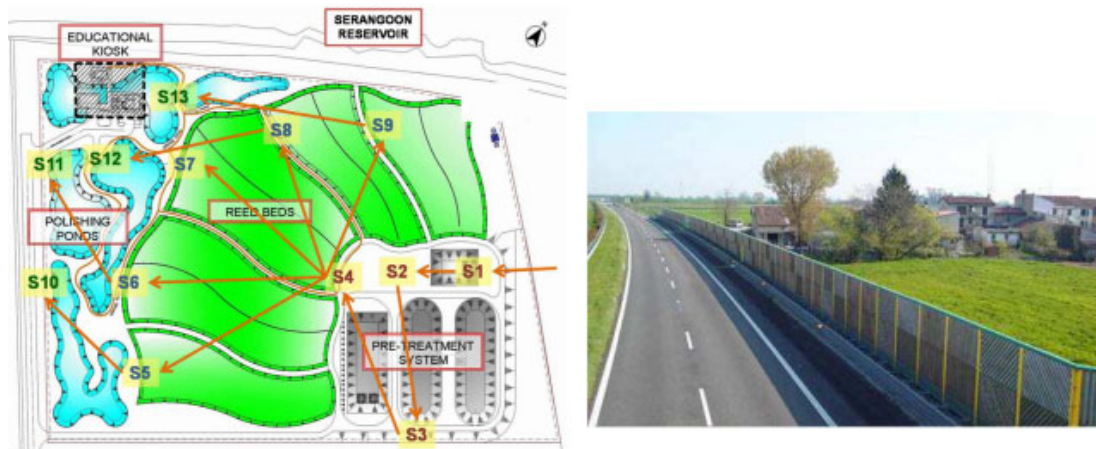 SERANGOON
RESERVOIR
EDUCATIONAL
KIOSK
S13
S8
S9
S11
S12
S7
REED BEDS
POLISHING
PONDS
S10
S6
S4
S2
S1
PRE-TREATMENT
SYSTEM
S5
S3